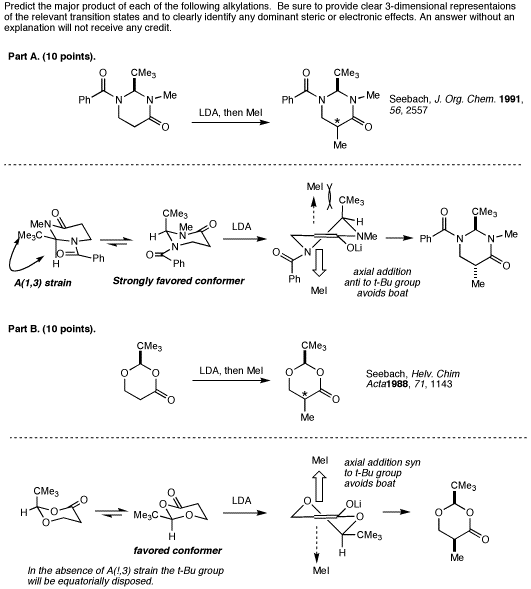 Predict the major product of each of the following alkylations. Be sure to provide clear 3-dimensional representaions
of the relevant transition states and to clearly identify any dominant steric or electronic effects. An answer without an
explanation will not receive any credit.
Part A. (10 points).
O CMe3
Ph N N Me
O
LDA, then MeI
O CMe3
Ph N N Me
* O
Me
Seebach, J. Org. Chem. 1991,
56, 2557
O
MeN
Me3C N
O
H Ph
A(1,3) strain
CMe3
H Me O
N
N
O
Ph
Strongly favored conformer
LDA
MeI
CMe3
H
NMe
OLi
N
O
Ph
MeI
axial addition
anti to t-Bu group
avoids boat
O CMe3
Ph N N Me
O
Me
Part B. (10 points).
CMe3
O O
O
LDA, then MeI
CMe3
O O
* O
Me
Seebach, Helv. Chim
Acta1988, 71, 1143
CMe3
H O O
O
O
O
Me3C O
H
favored conformer
LDA
MeI
O OLi
O
CMe3
H
MeI
axial addition syn
to t-Bu group
avoids boat
CMe3
O O
O
Me
In the absence of A(!,3) strain the t-Bu group
will be equatorially disposed.